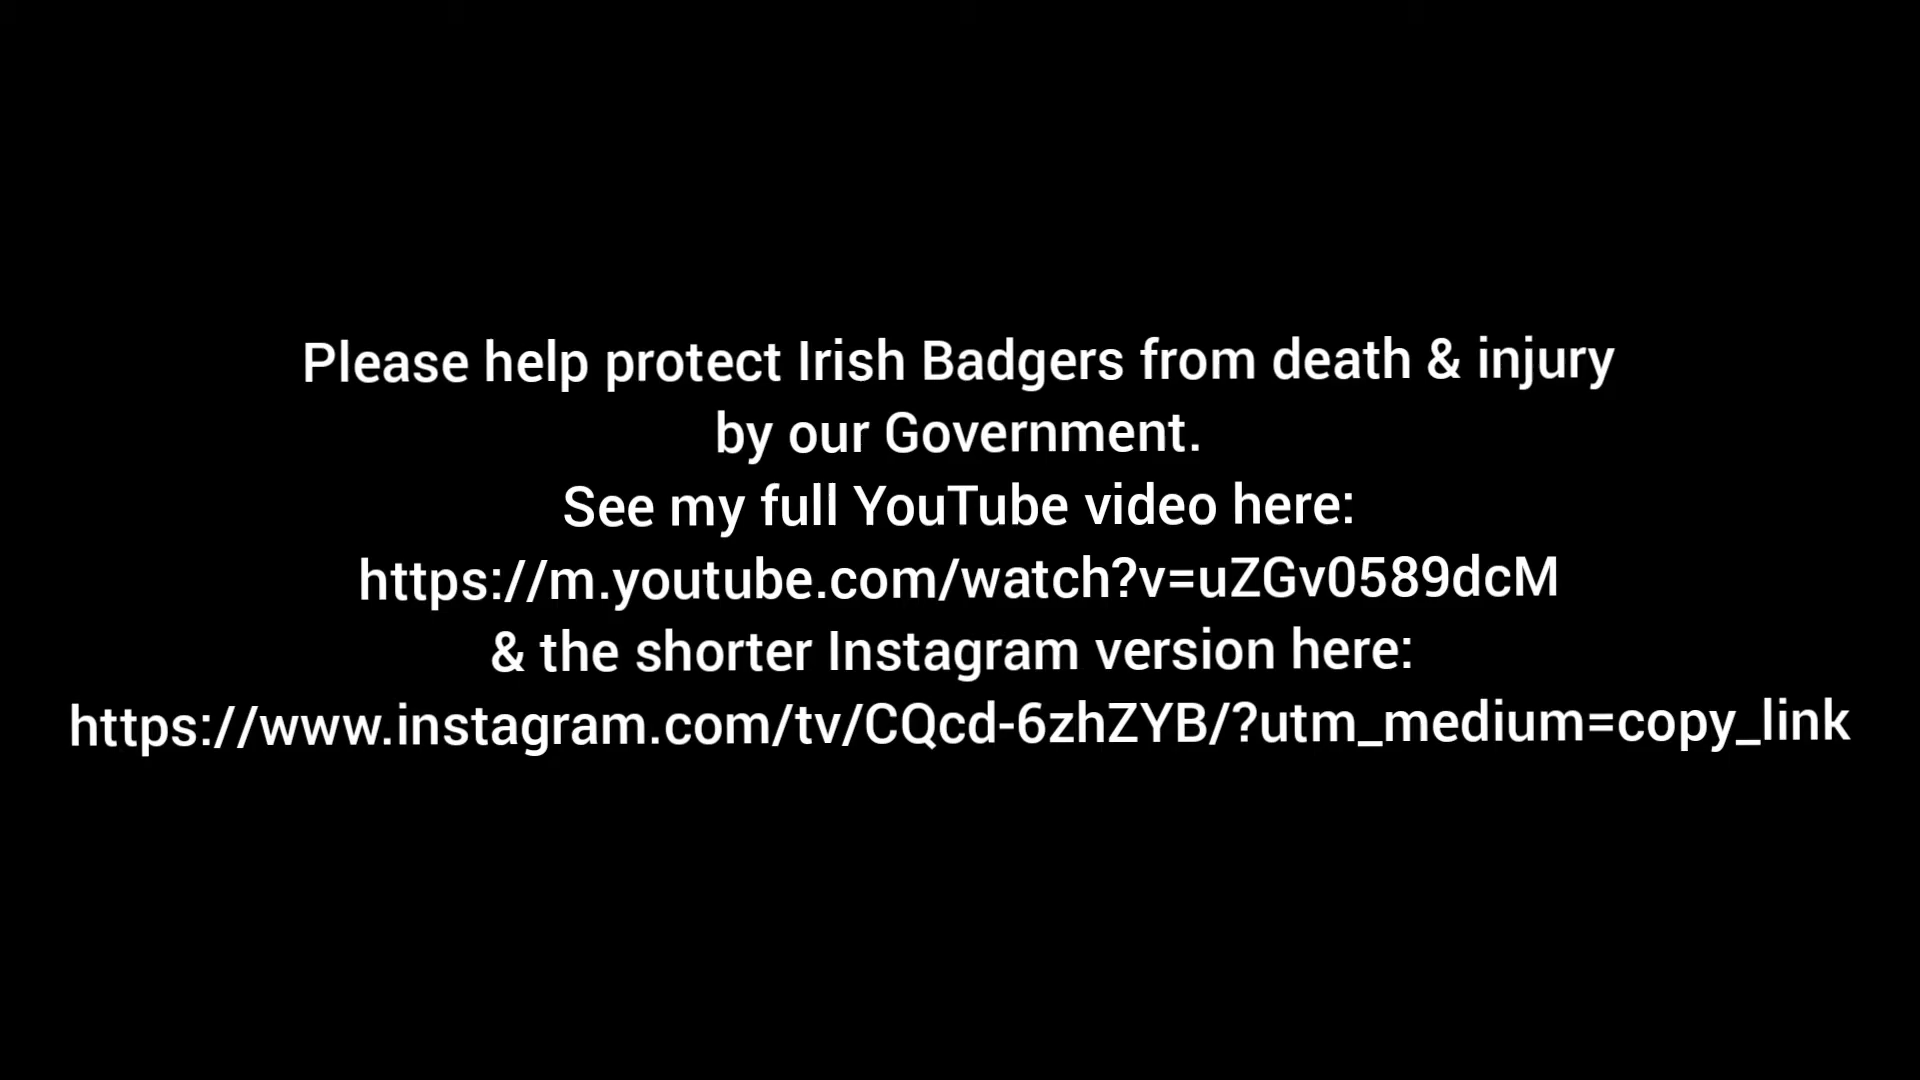 Please help protect Irish Badgers from death & injury
by our Government.
See my full YouTube video here:
https://m.youtube.com/watch?v=uZGv0589dcM
& the shorter Instagram version here:
https://www.instagram.com/tv/CQcd-6zhZYB/?utm_medium=copy_link